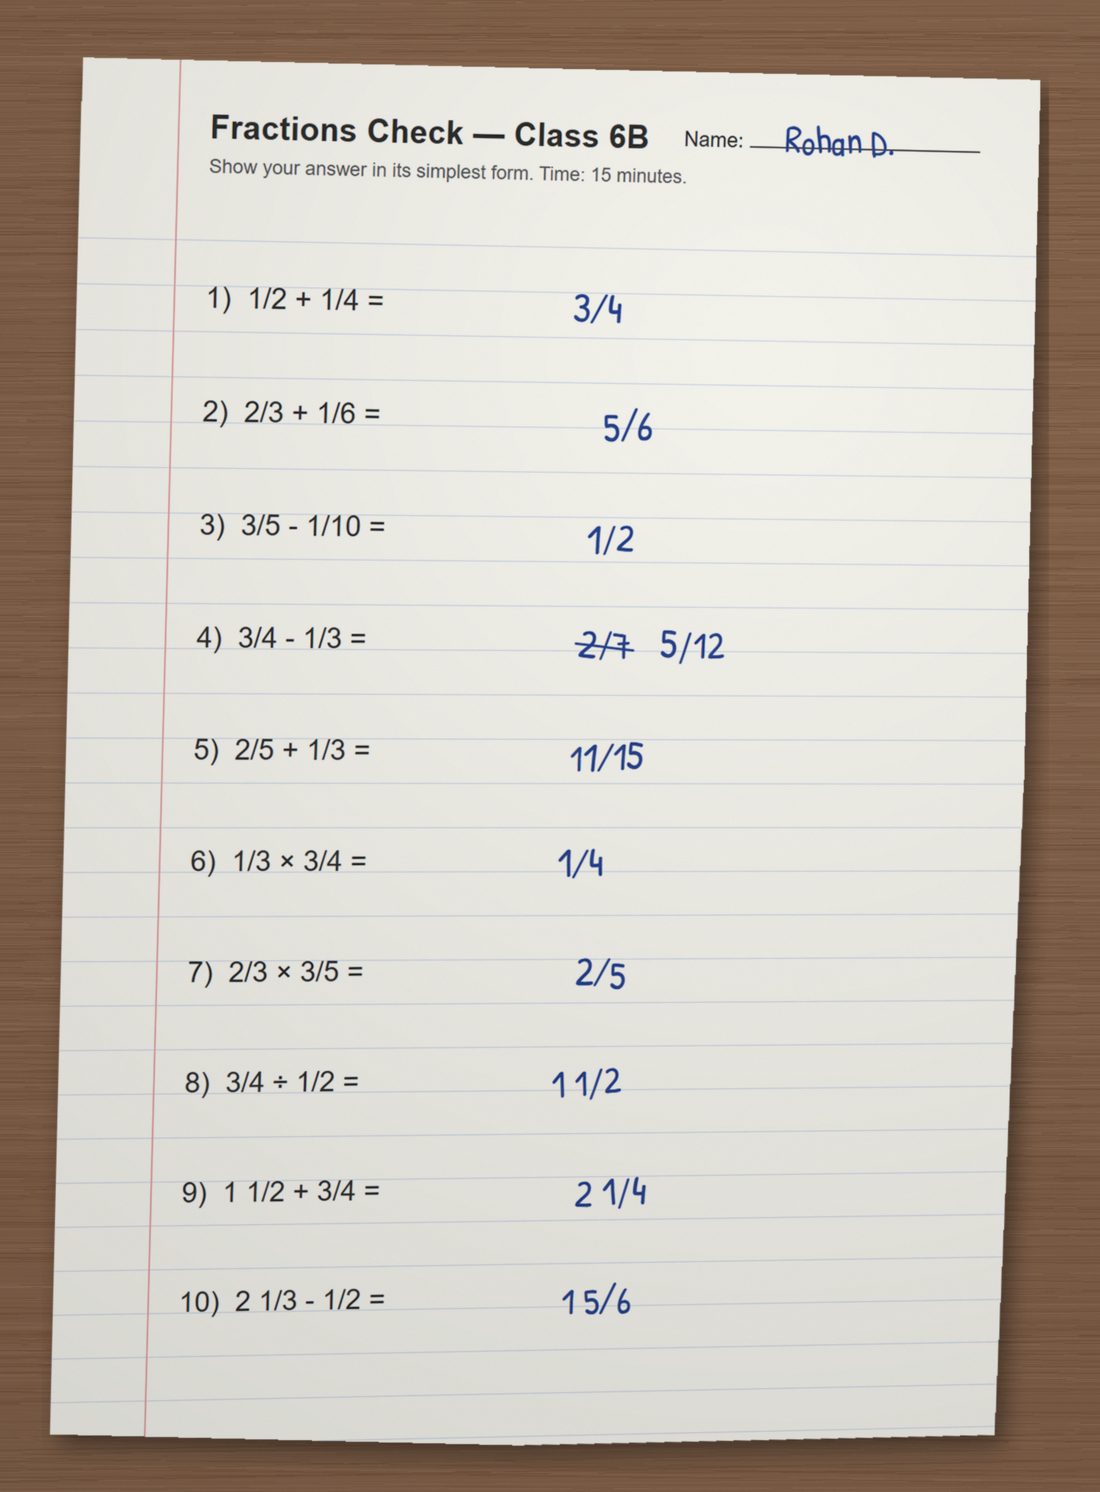 Fractions Check — Class 6B Name: Rohan D.
Show your answer in its simplest form. Time: 15 minutes.
1) 1/2 + 1/4 = 3/4
2) 2/3 + 1/6 = 5/6
3) 3/5 - 1/10 = 1/2
4) 3/4 - 1/3 = 2/7 5/12
5) 2/5 + 1/3 = 11/15
6) 1/3 × 3/4 = 1/4
7) 2/3 × 3/5 = 2/5
8) 3/4 ÷ 1/2 = 1 1/2
9) 1 1/2 + 3/4 = 2 1/4
10) 2 1/3 - 1/2 = 1 5/6